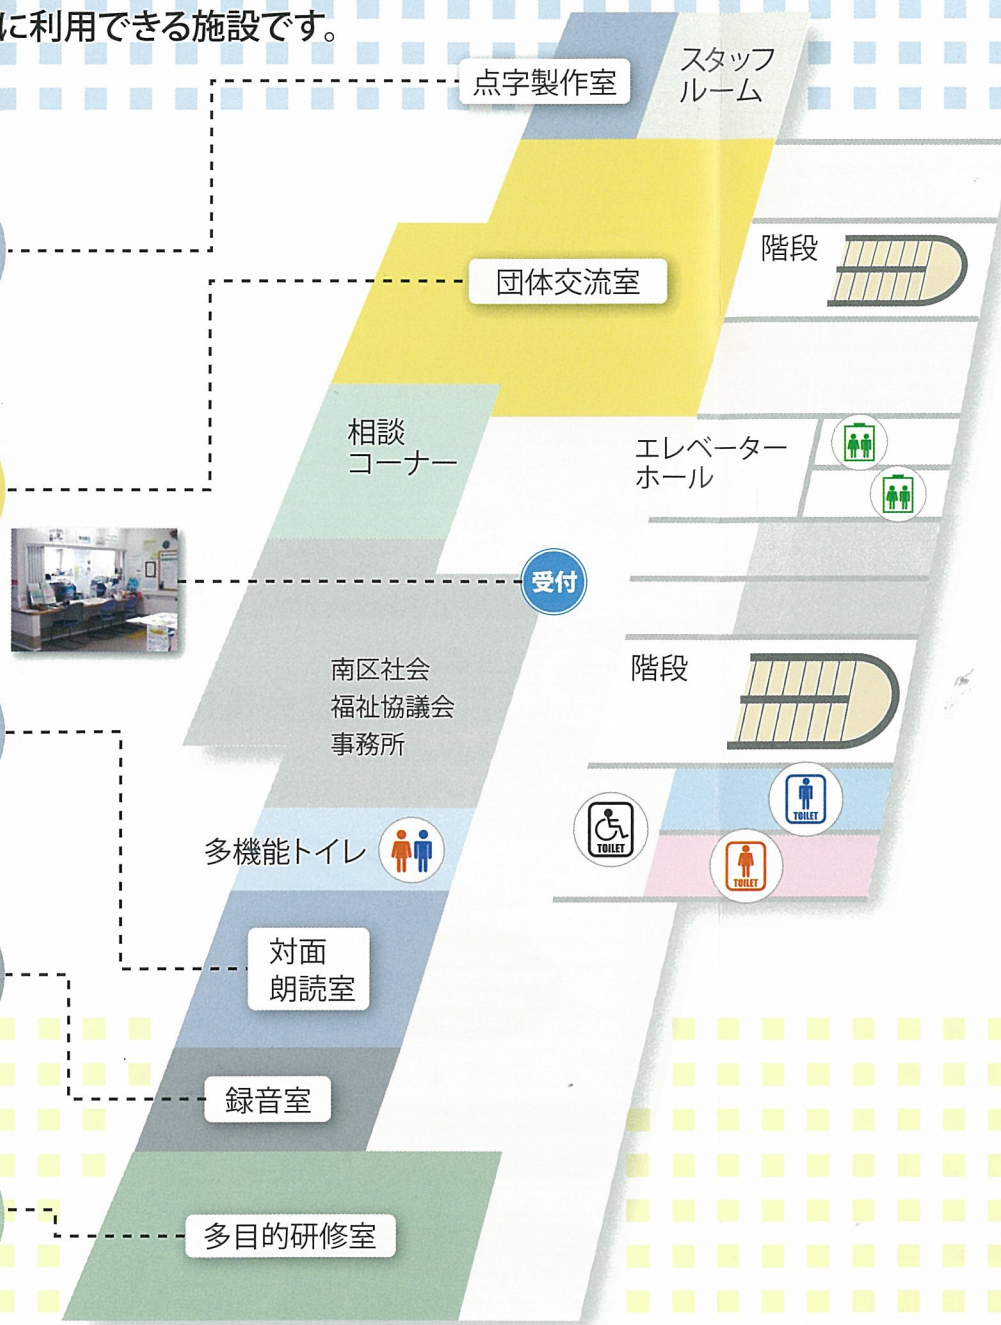 に利用できる施設です。
点字製作室
スタッフ
ルーム
団体交流室
階段
相談
コーナー
エレベーター
ホール
受付
南区社会
福祉協議会
事務所
階段
多機能トイレ
TOILET
TOILET
TOILET
対面
朗読室
録音室
多目的研修室